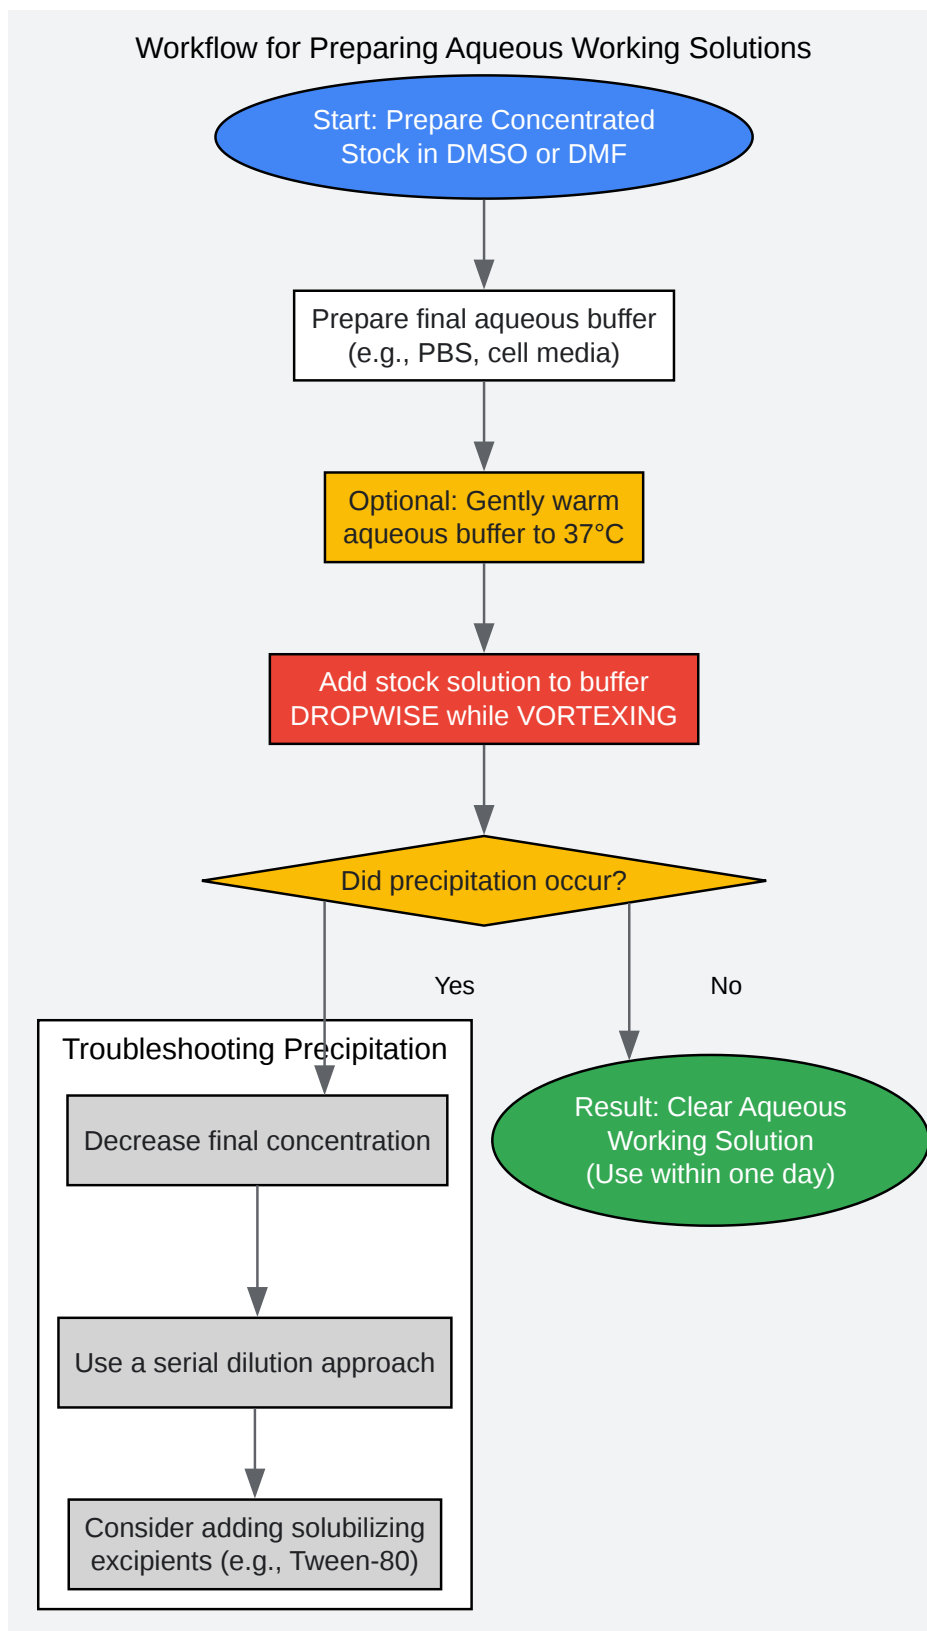 Workflow for Preparing Aqueous Working Solutions
Start: Prepare Concentrated
Stock in DMSO or DMF
Prepare final aqueous buffer
(e.g., PBS, cell media)
Optional: Gently warm
aqueous buffer to 37°C
Add stock solution to buffer
DROPWISE while VORTEXING
Did precipitation occur?
Yes
No
Troubleshooting Precipitation
Decrease final concentration
Use a serial dilution approach
Consider adding solubilizing
excipients (e.g., Tween-80)
Result: Clear Aqueous
Working Solution
(Use within one day)